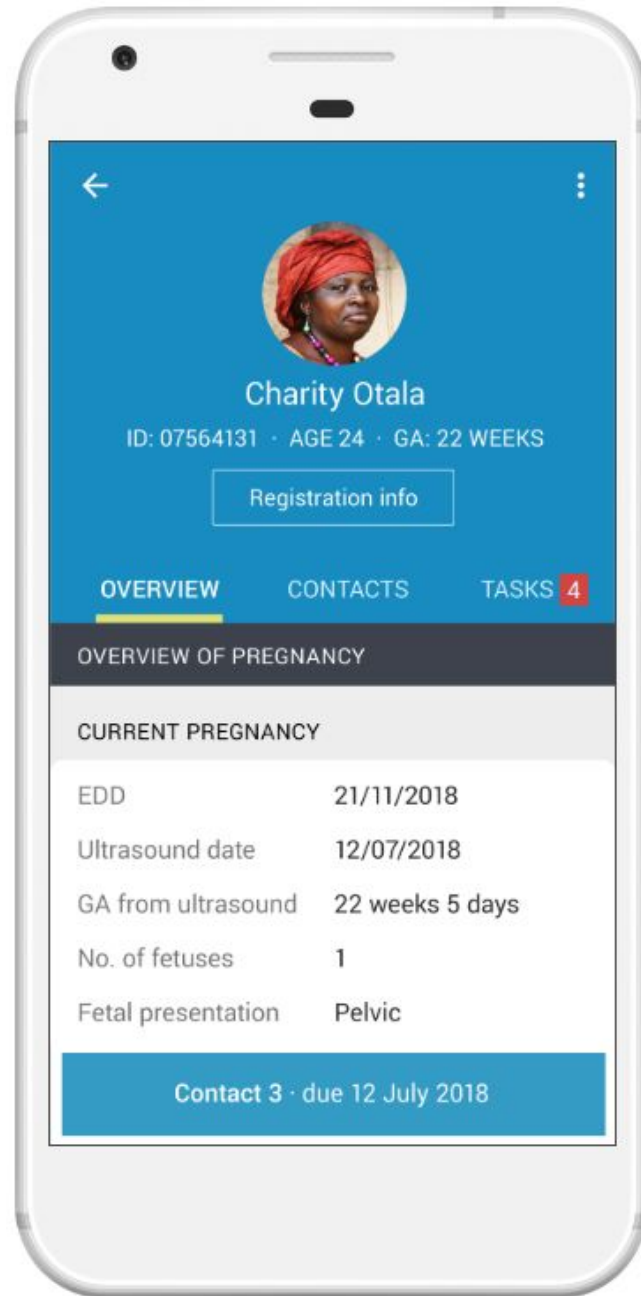 Charity Otala
ID: 07564131 · AGE 24 · GA: 22 WEEKS
Registration info
OVERVIEW CONTACTS TASKS 4
OVERVIEW OF PREGNANCY
CURRENT PREGNANCY
EDD 21/11/2018
Ultrasound date 12/07/2018
GA from ultrasound 22 weeks 5 days
No. of fetuses 1
Fetal presentation Pelvic
Contact 3 · due 12 July 2018